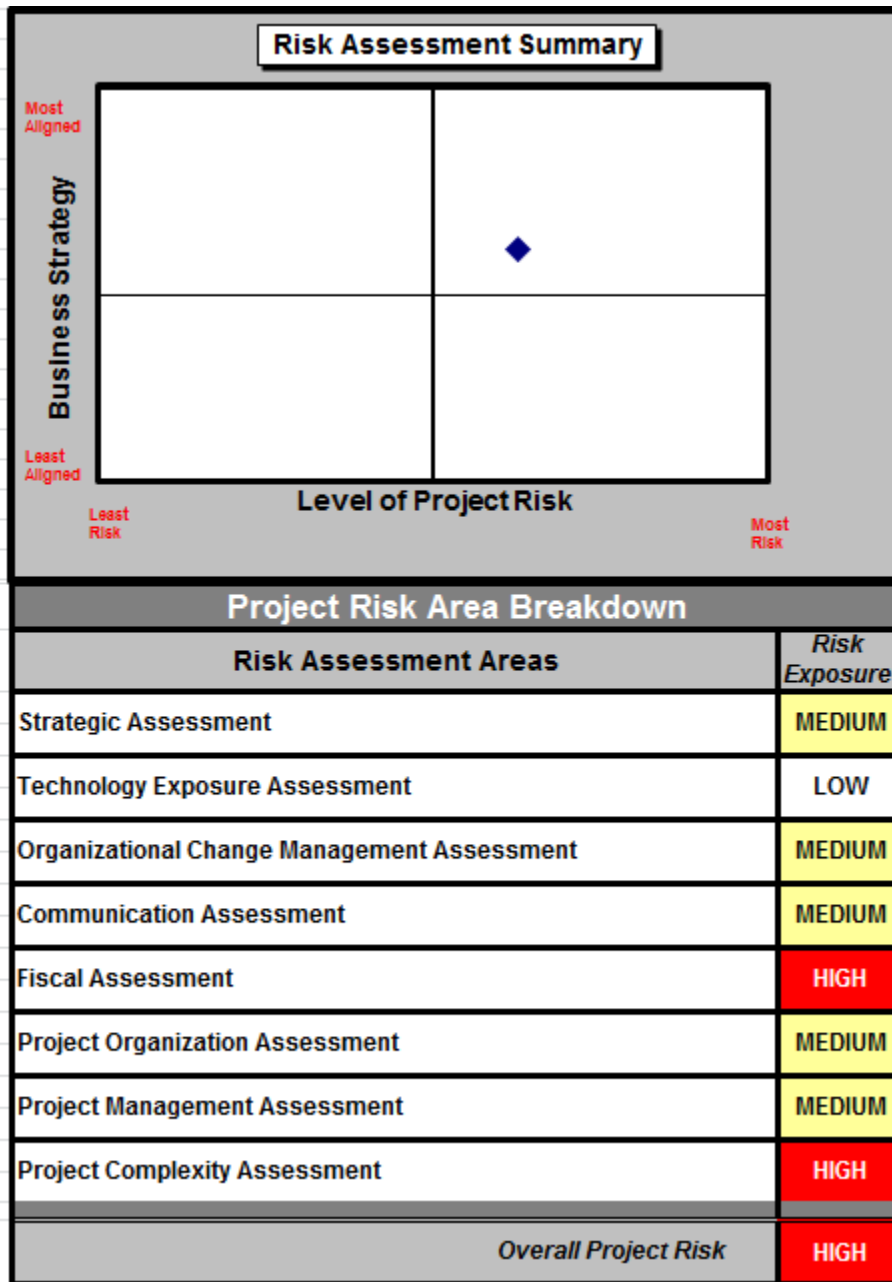 Risk Assessment Summary
Most
Aligned
Business Strategy
Least
Aligned
Level of Project Risk
Least
Risk
Most
Risk
Project Risk Area Breakdown
Risk Assessment Areas
Risk
Exposure
Strategic Assessment MEDIUM
Technology Exposure Assessment LOW
Organizational Change Management Assessment MEDIUM
Communication Assessment MEDIUM
Fiscal Assessment HIGH
Project Organization Assessment MEDIUM
Project Management Assessment MEDIUM
Project Complexity Assessment HIGH
Overall Project Risk HIGH